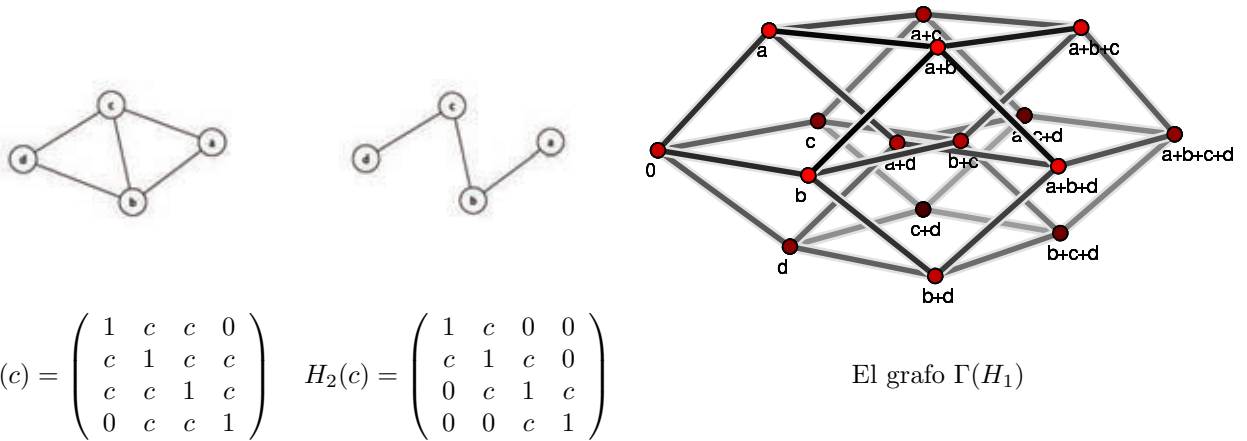 c
d
a
b
c
d
a
b
a+c
a
a+b
a+b+c
c
a+d
b+c
a+c+d
a+b+c+d
0
b
a+b+d
c+d
b+c+d
d
b+d
(c) = ( 1 c c 0
c 1 c c
c c 1 c
0 c c 1 )
H₂(c) = ( 1 c 0 0
c 1 c 0
0 c 1 c
0 0 c 1 )
El grafo Γ(H₁)